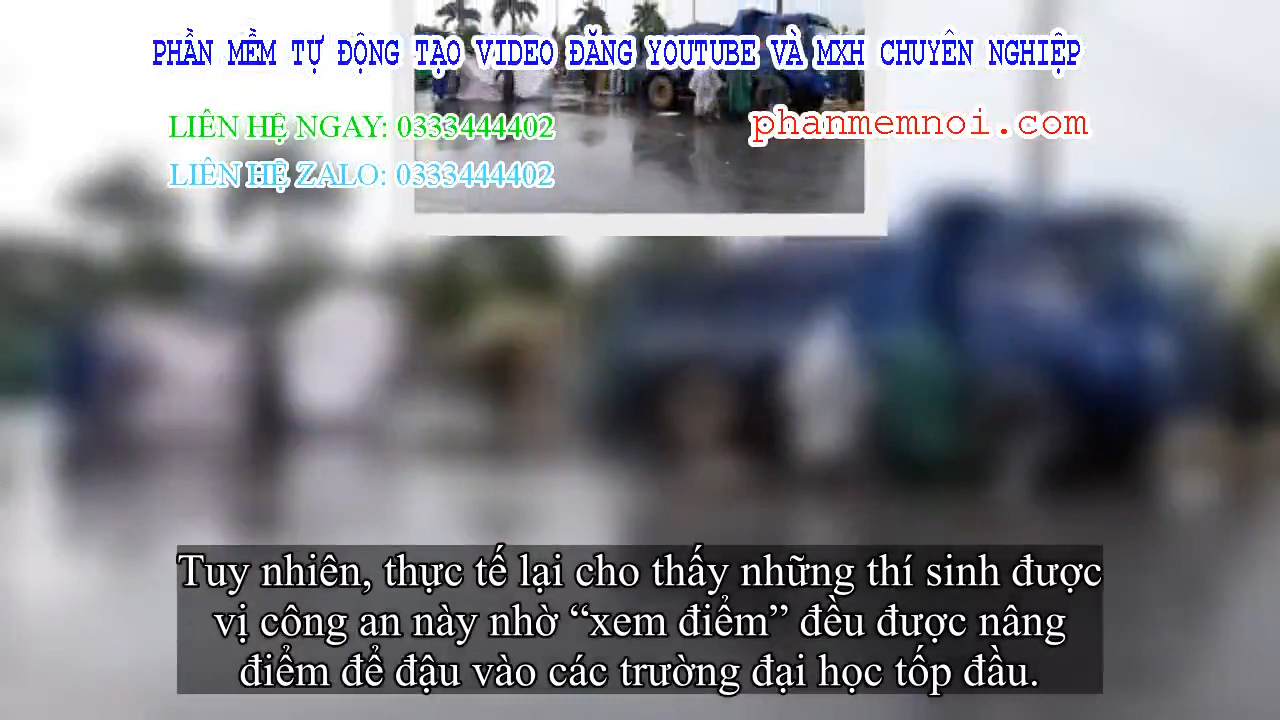 PHẦN MỀM TỰ ĐỘNG TẠO VIDEO ĐĂNG YOUTUBE VÀ MXH CHUYÊN NGHIỆP
LIÊN HỆ NGAY: 0333444402
phanmemnoi.com
LIÊN HỆ ZALO: 0333444402
Tuy nhiên, thực tế lại cho thấy những thí sinh được
vị công an này nhờ “xem điểm” đều được nâng
điểm để đậu vào các trường đại học tốp đầu.